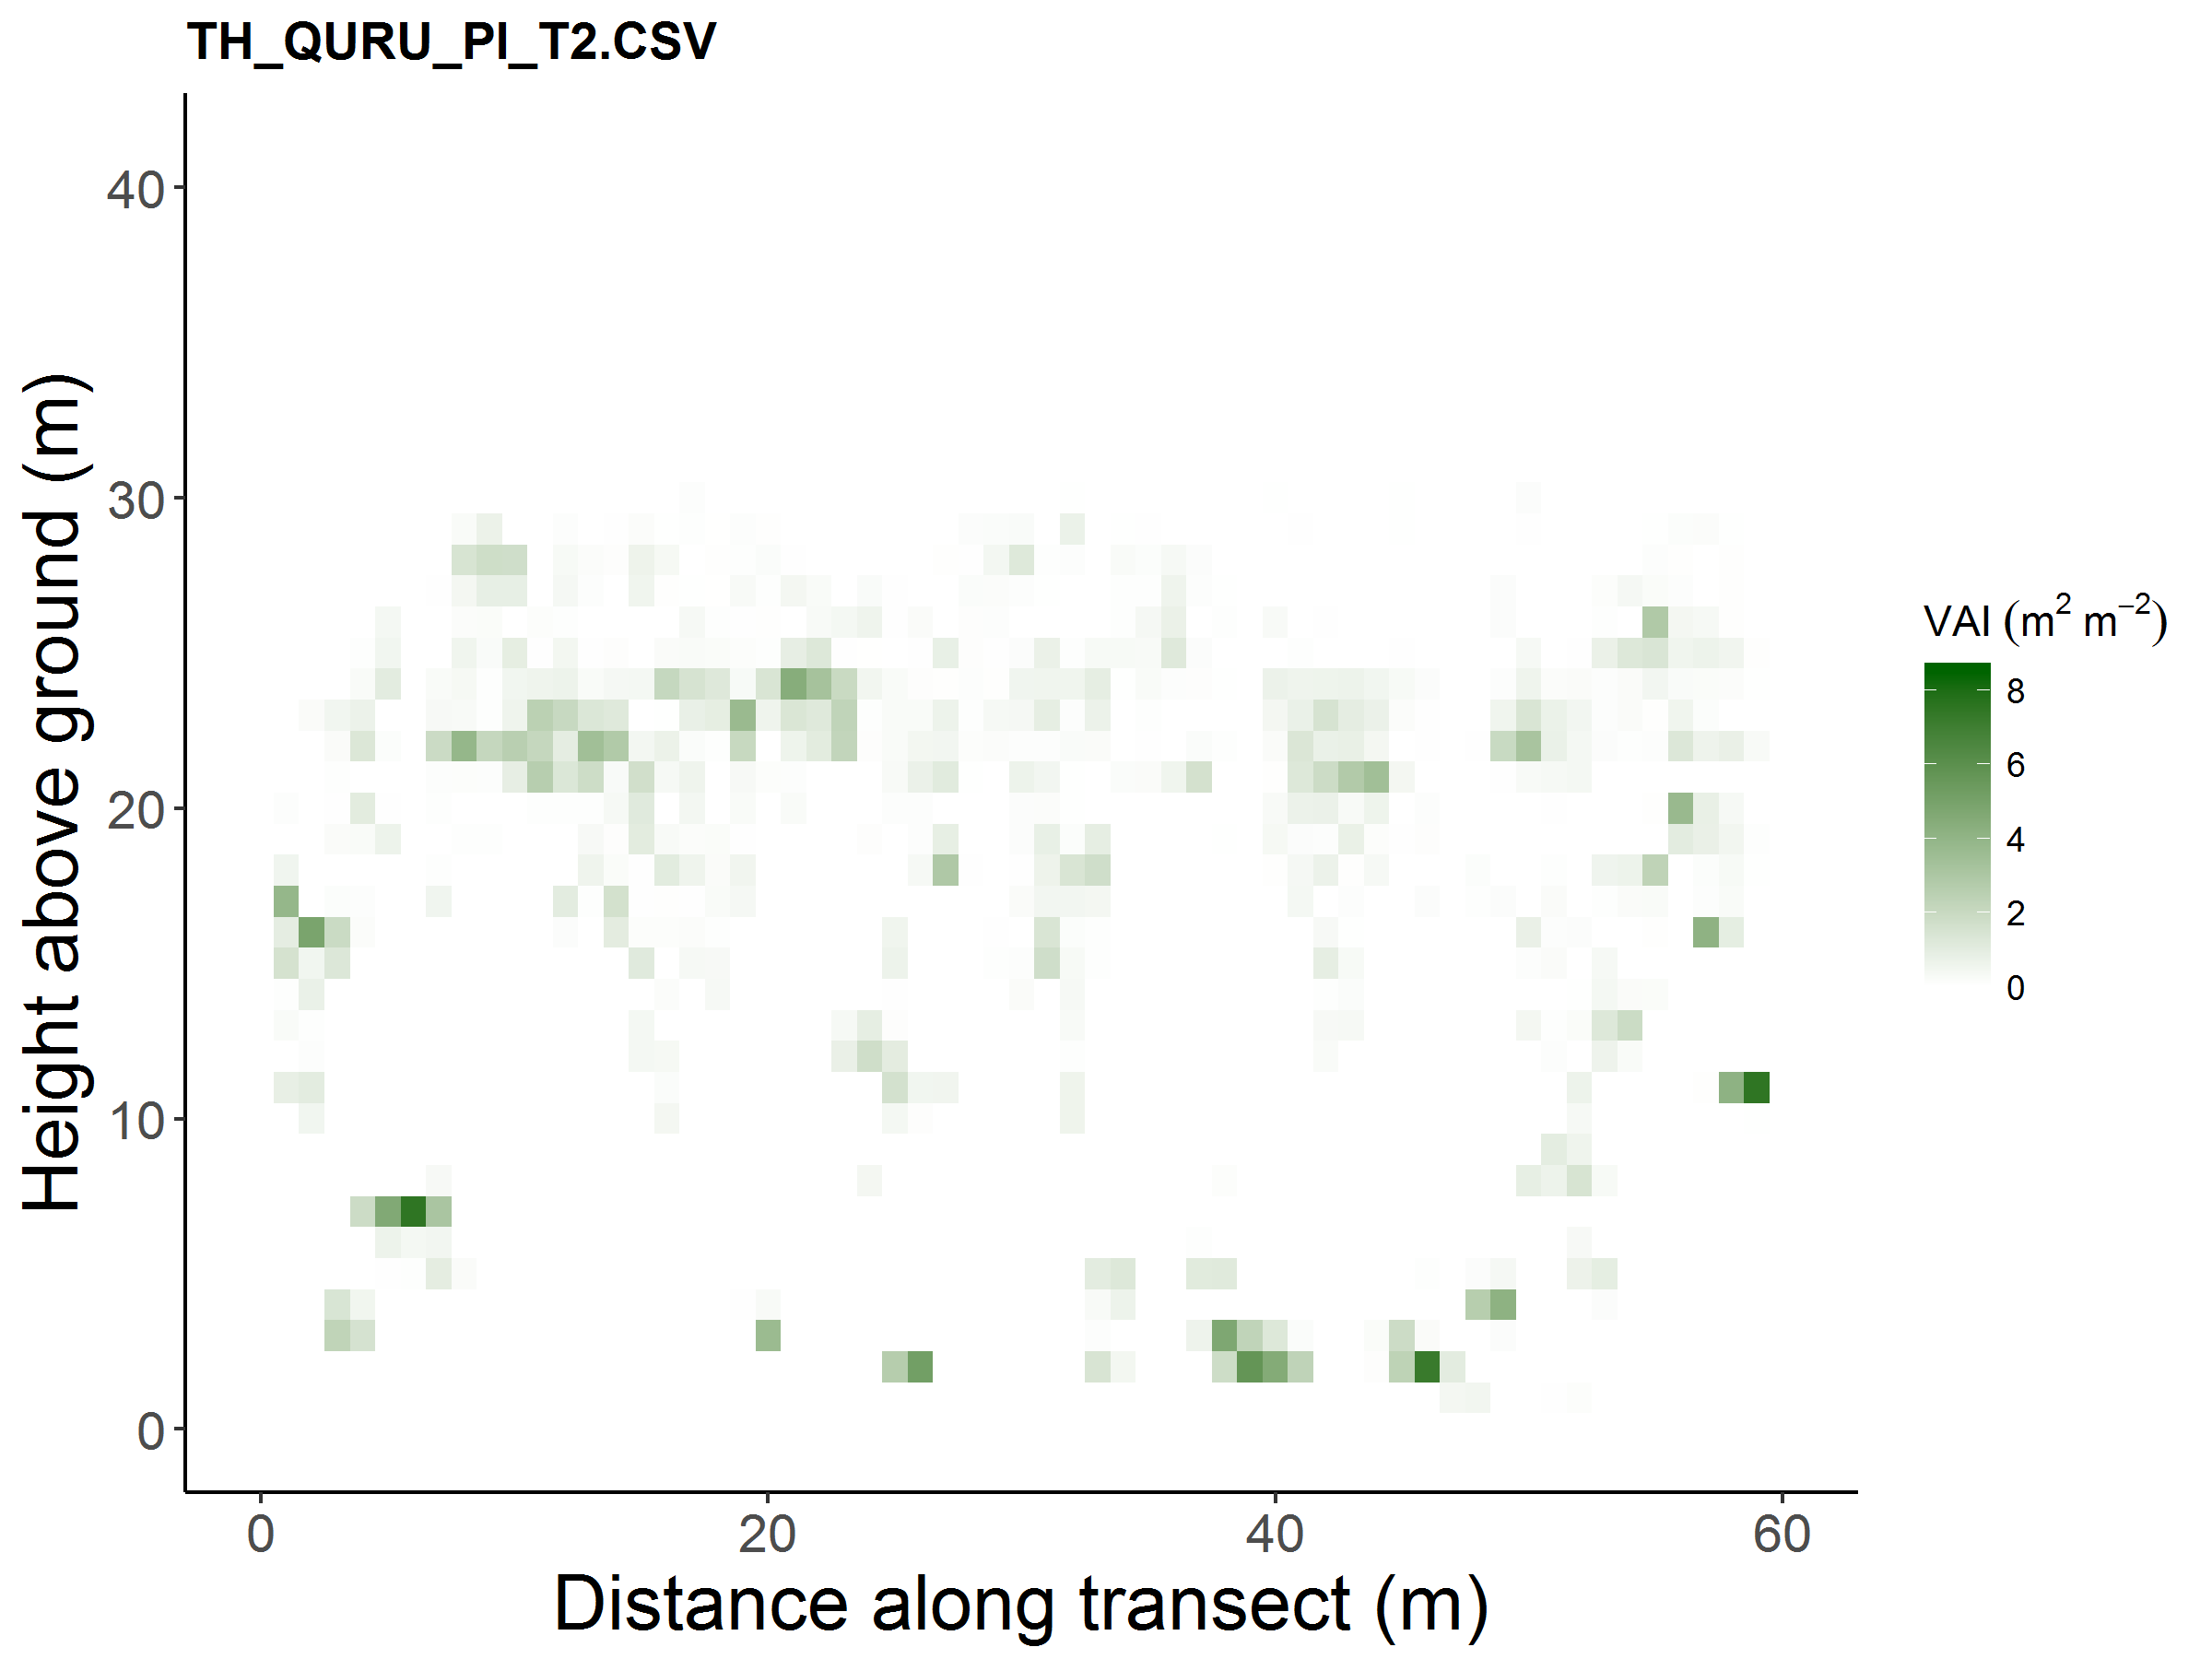 TH_QURU_PI_T2.CSV
Height above ground (m)
40
30
20
10
0
0 20 40 60
Distance along transect (m)
VAI (m² m⁻²)
8
6
4
2
0